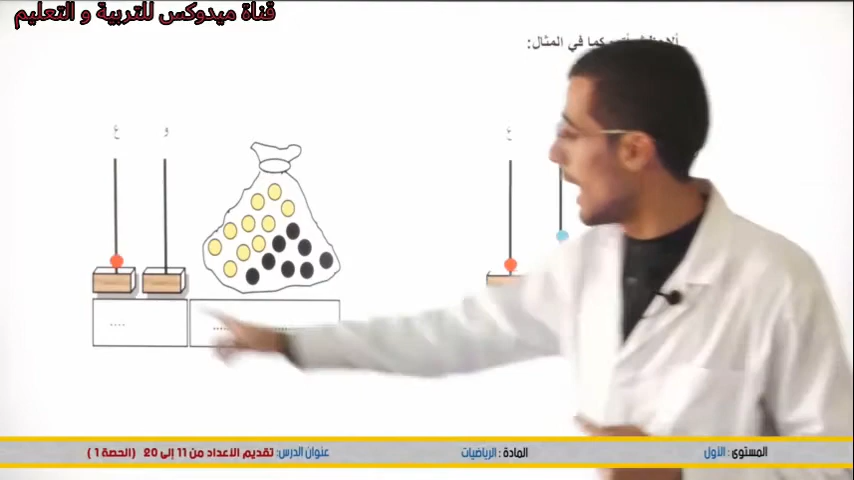 قناة ميدوكس للتربية و التعليم
كما في المثال:
ع
و
ع
....
المستوى : الأول
المادة : الرياضيات
عنوان الدرس: تقديم الأعداد من 11 إلى 20 (الحصة 1)